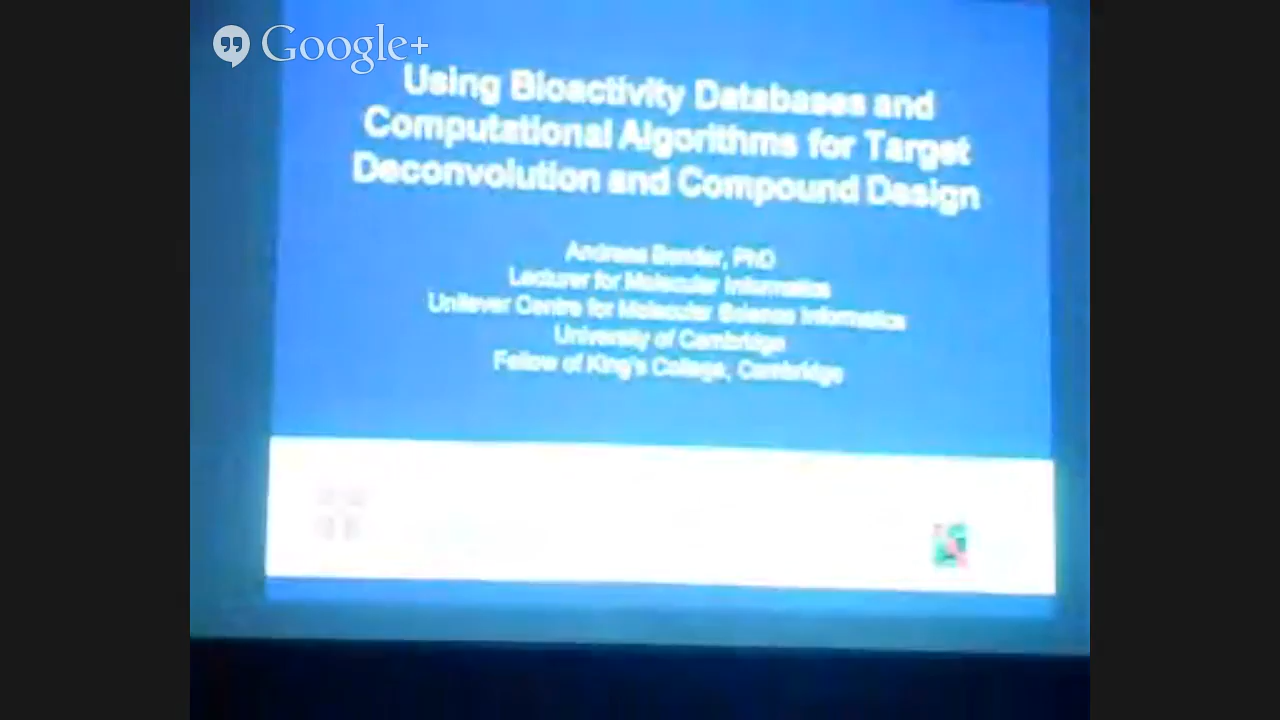 Google+
Using Bioactivity Databases and
Computational Algorithms for Target
Deconvolution and Compound Design
Andreas Bender, PhD
Lecturer for Molecular Informatics
Unilever Centre for Molecular Science Informatics
University of Cambridge
Fellow of King's College, Cambridge